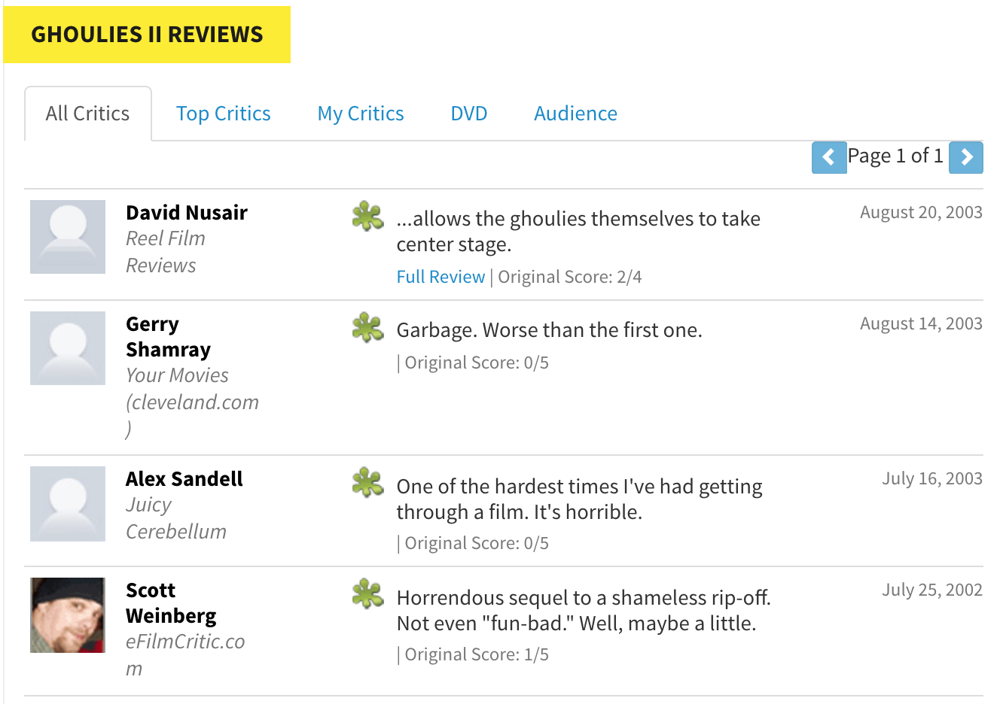 GHOULIES II REVIEWS
All Critics Top Critics My Critics DVD Audience
Page 1 of 1
David Nusair
Reel Film
Reviews
...allows the ghoulies themselves to take
center stage.
Full Review | Original Score: 2/4
August 20, 2003
Gerry
Shamray
Your Movies
(cleveland.com
)
Garbage. Worse than the first one.
| Original Score: 0/5
August 14, 2003
Alex Sandell
Juicy
Cerebellum
One of the hardest times I've had getting
through a film. It's horrible.
| Original Score: 0/5
July 16, 2003
Scott
Weinberg
eFilmCritic.co
m
Horrendous sequel to a shameless rip-off.
Not even "fun-bad." Well, maybe a little.
| Original Score: 1/5
July 25, 2002